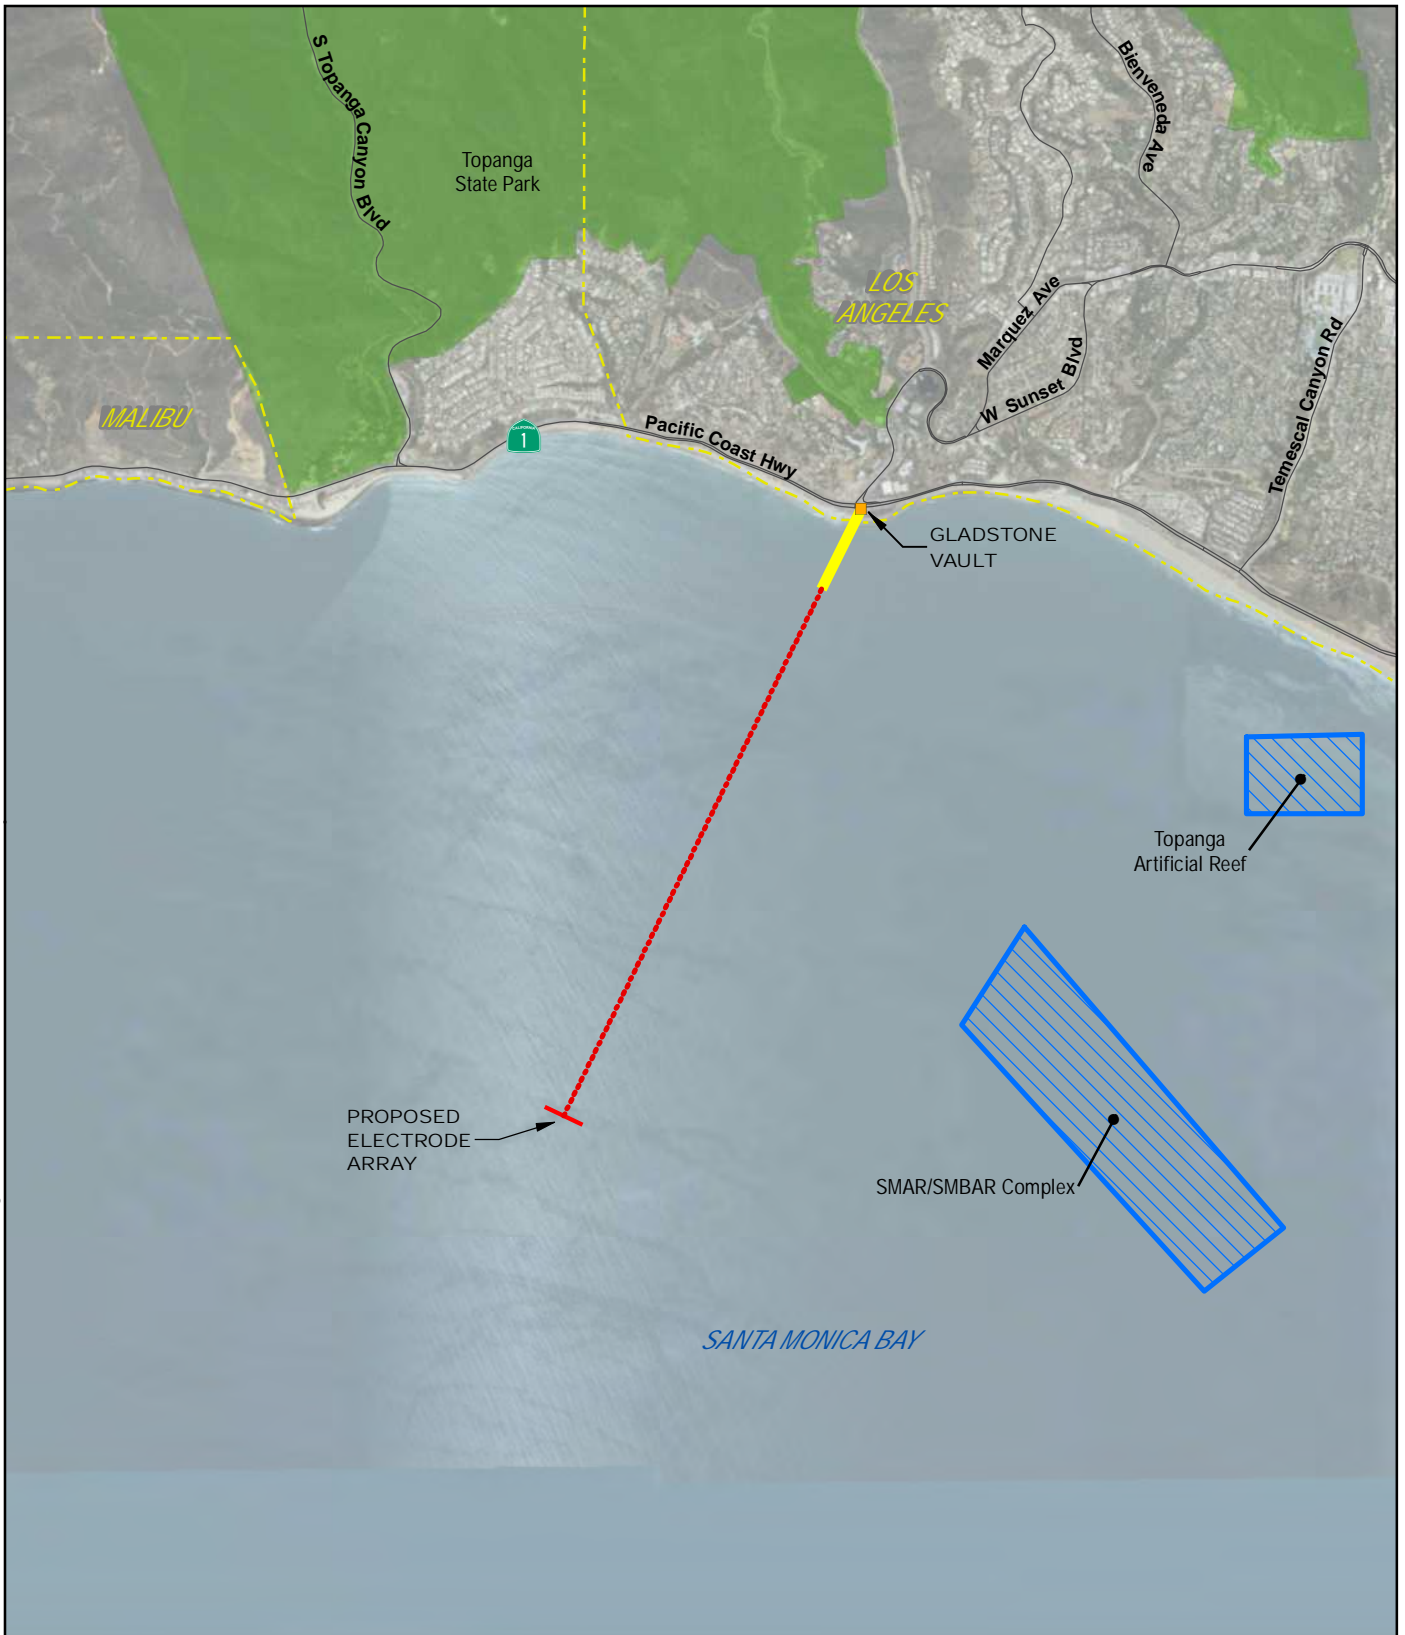 S Topanga Canyon Blvd
Bienveneda Ave
Topanga
State Park
LOS
ANGELES
Marquez Ave
W Sunset Blvd
Temescal Canyon Rd
MALIBU
CALIFORNIA
1
Pacific Coast Hwy
GLADSTONE
VAULT
Topanga
Artificial Reef
PROPOSED
ELECTRODE
ARRAY
SMAR/SMBAR Complex
SANTA MONICA BAY